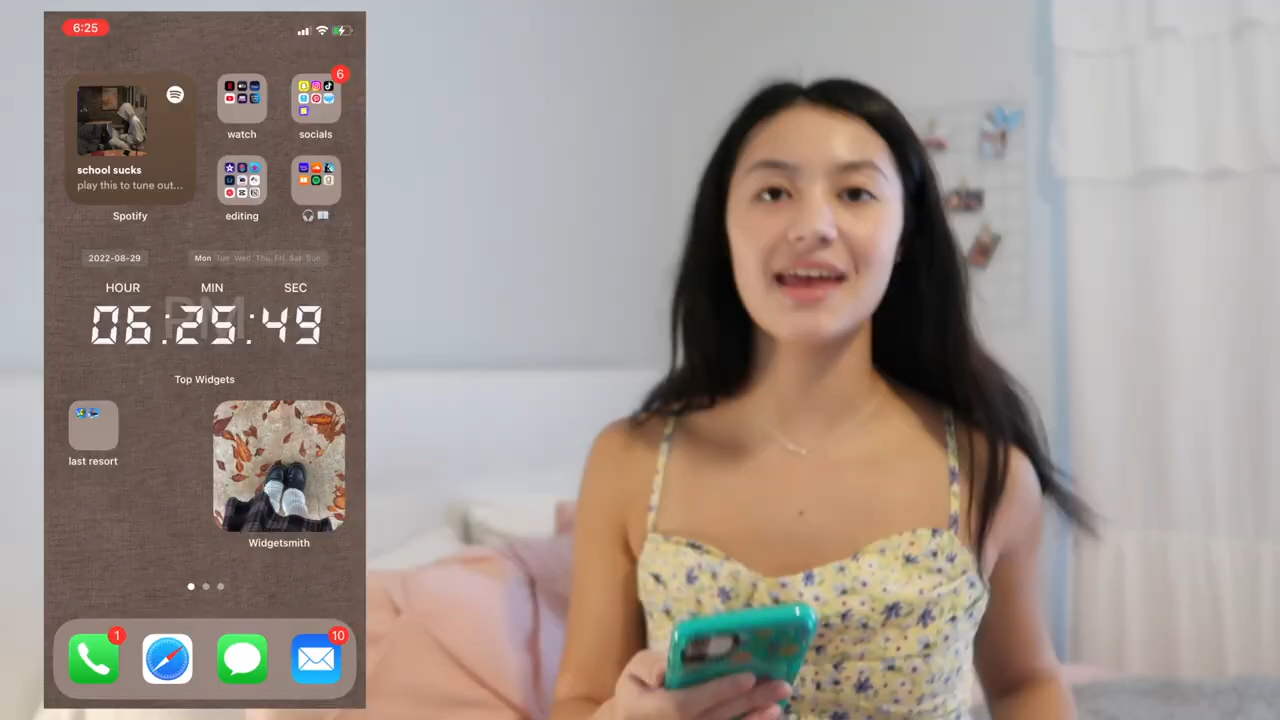 6:25
6
watch
socials
school sucks
play this to tune out...
Spotify
editing
2022-08-29
Mon Tue Wed Thu Fri Sat Sun
HOUR MIN SEC
PM
06:25:49
Top Widgets
last resort
Widgetsmith
1
10